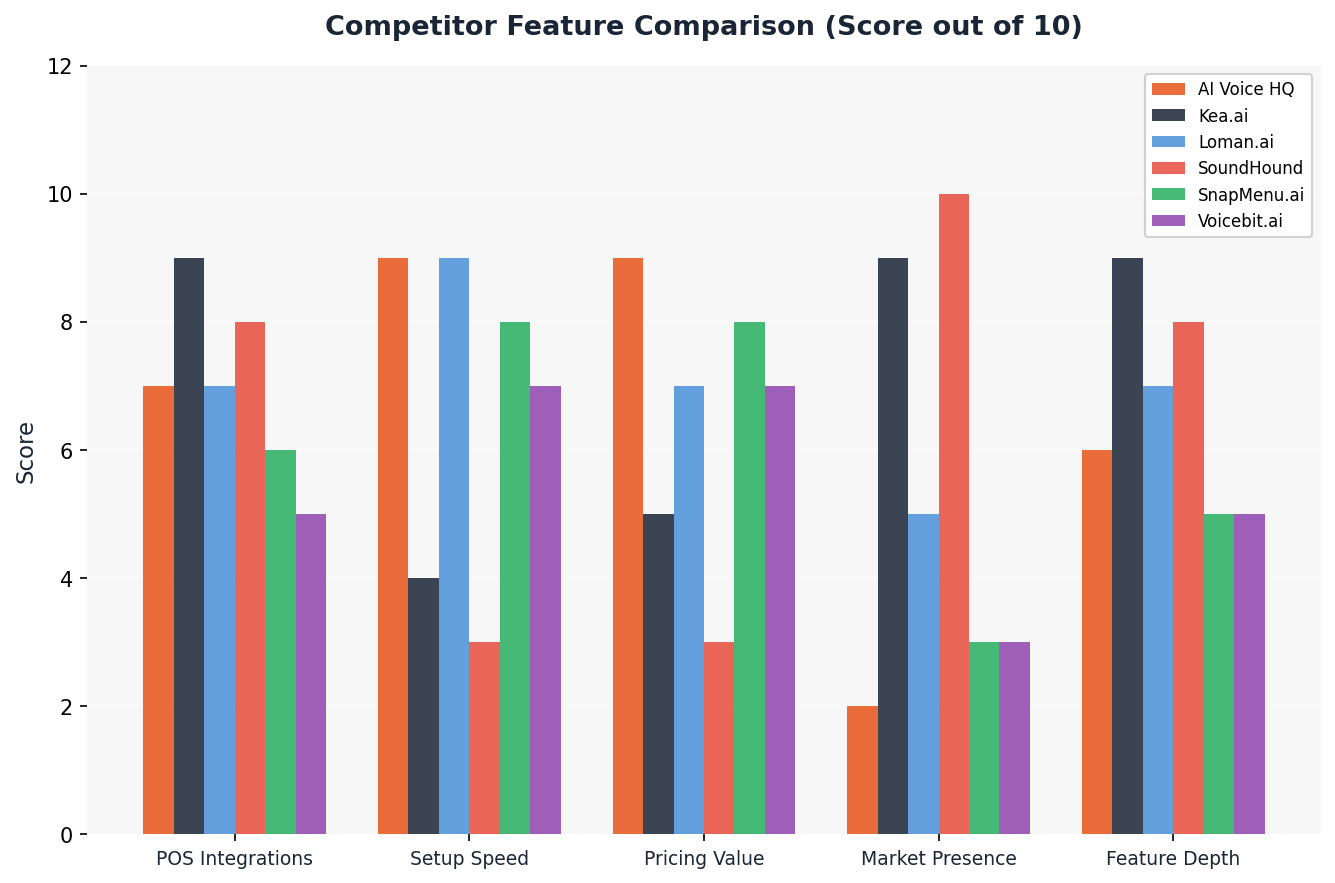 Competitor Feature Comparison (Score out of 10)
12
10
8
6
4
2
0
Score
AI Voice HQ
Kea.ai
Loman.ai
SoundHound
SnapMenu.ai
Voicebit.ai
POS Integrations
Setup Speed
Pricing Value
Market Presence
Feature Depth